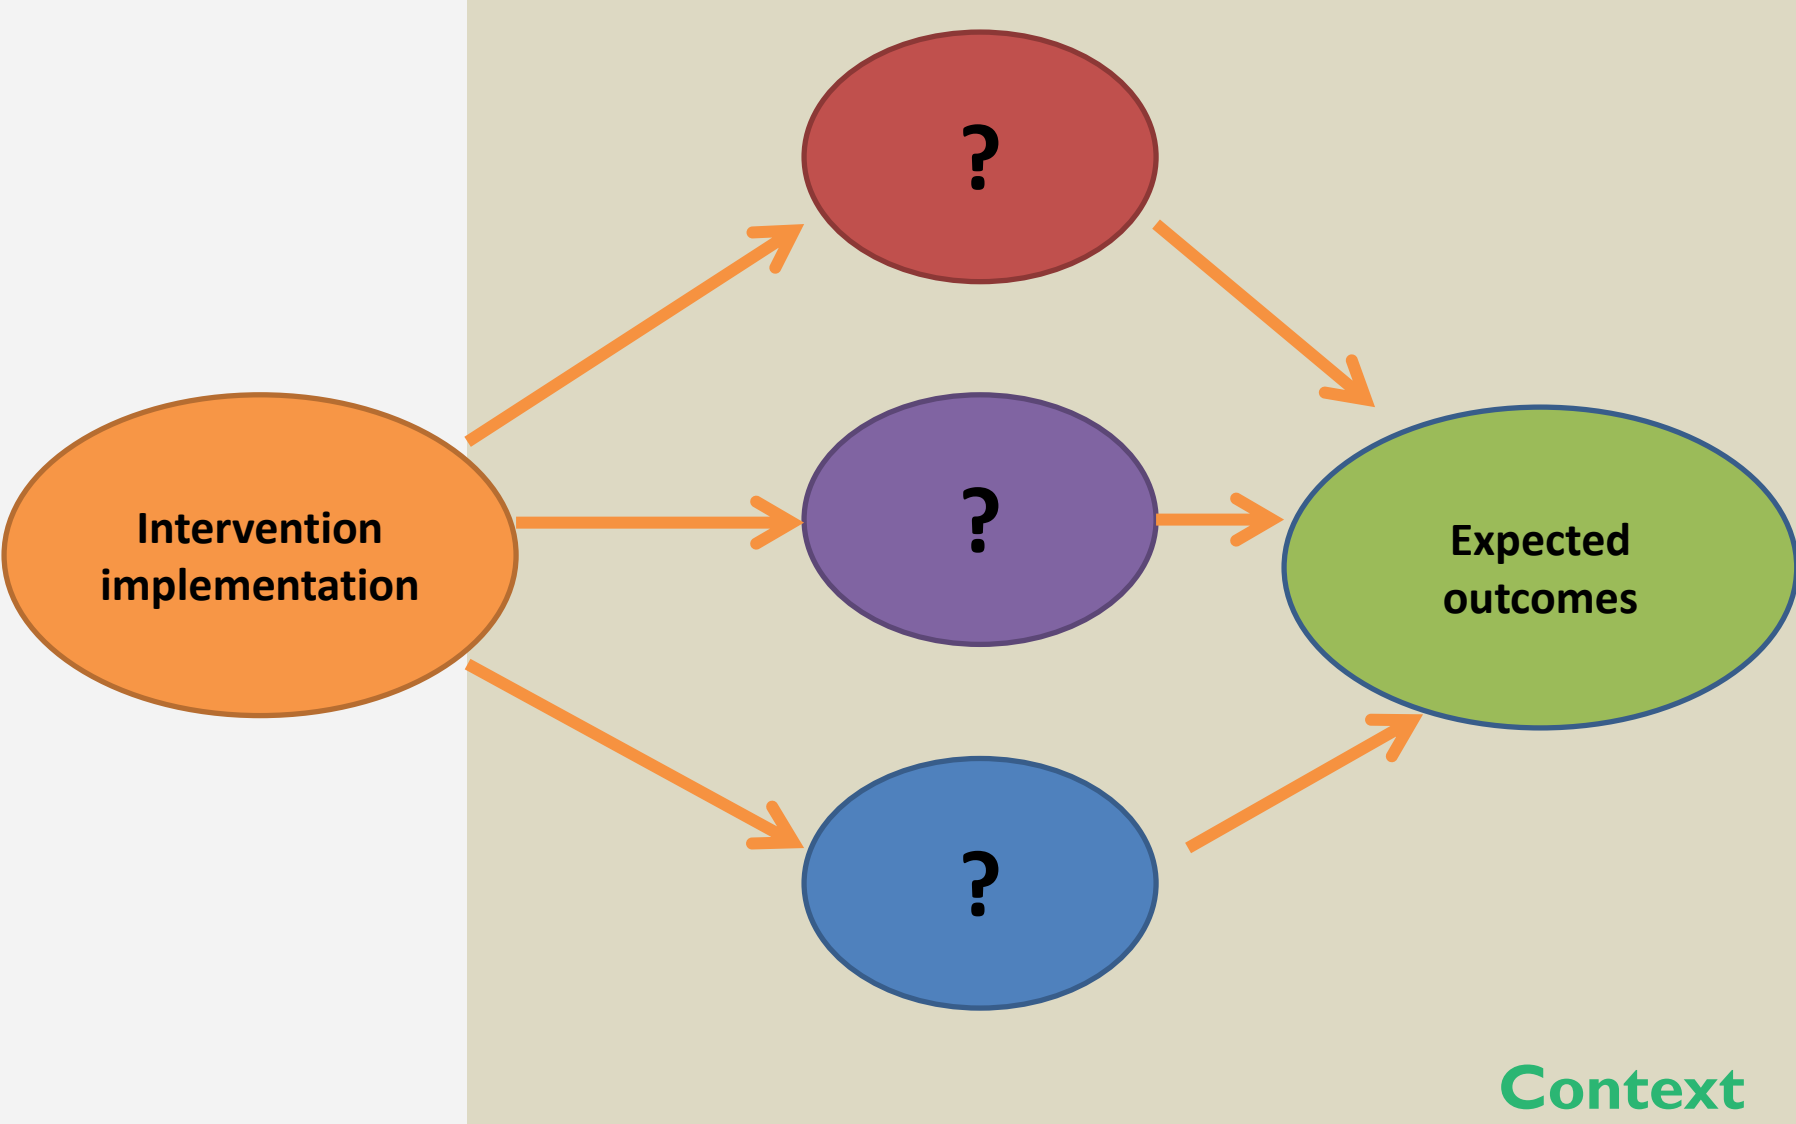 ?
Intervention
implementation
?
Expected
outcomes
?
Context